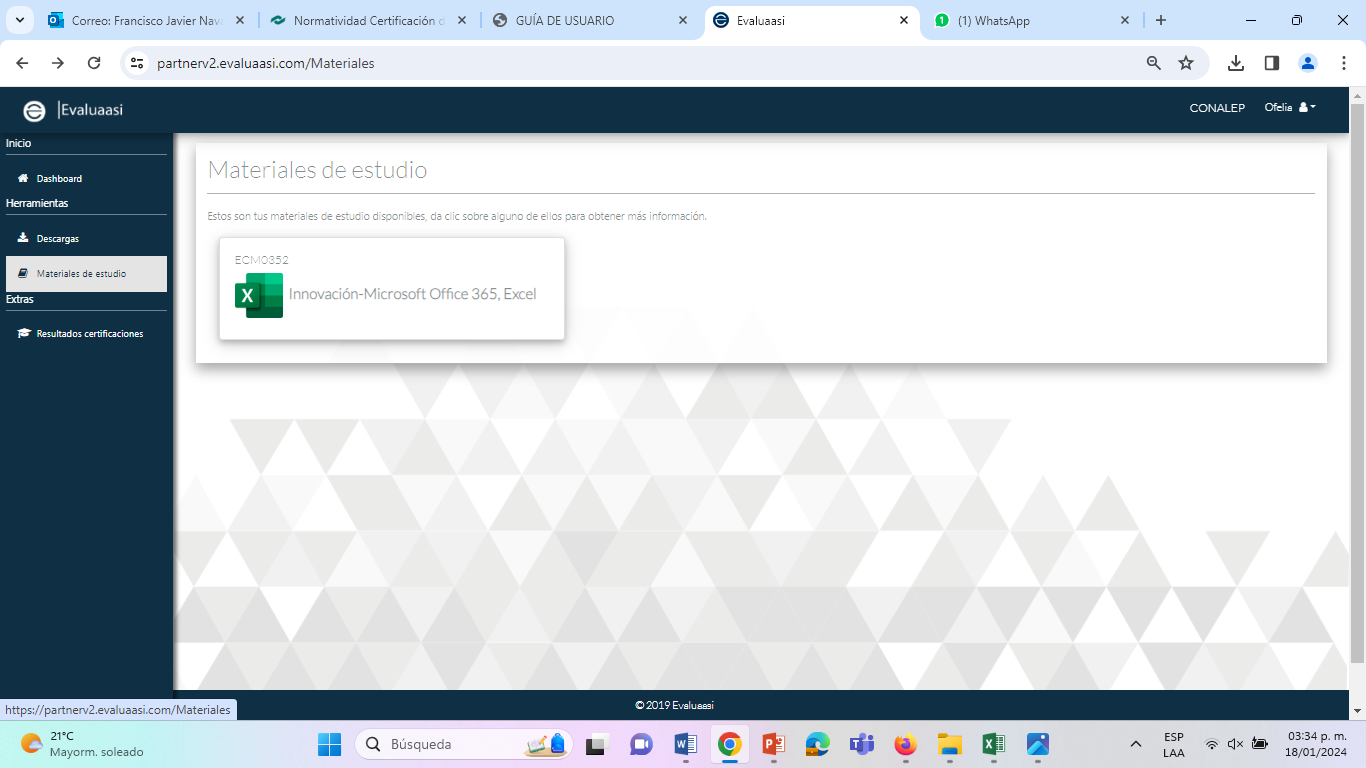 Correo: Francisco Javier Nav
Normatividad Certificación d
GUÍA DE USUARIO
Evaluaasi
(1) WhatsApp
partnerv2.evaluaasi.com/Materiales
|Evaluaasi
CONALEP
Ofelia
Inicio
Dashboard
Herramientas
Descargas
Materiales de estudio
Extras
Resultados certificaciones
Materiales de estudio
Estos son tus materiales de estudio disponibles, da clic sobre alguno de ellos para obtener más información.
ECM0352
Innovación-Microsoft Office 365, Excel
© 2019 Evaluaasi
https://partnerv2.evaluaasi.com/Materiales
21°C
Mayorm. soleado
Búsqueda
ESP
LAA
03:34 p. m.
18/01/2024